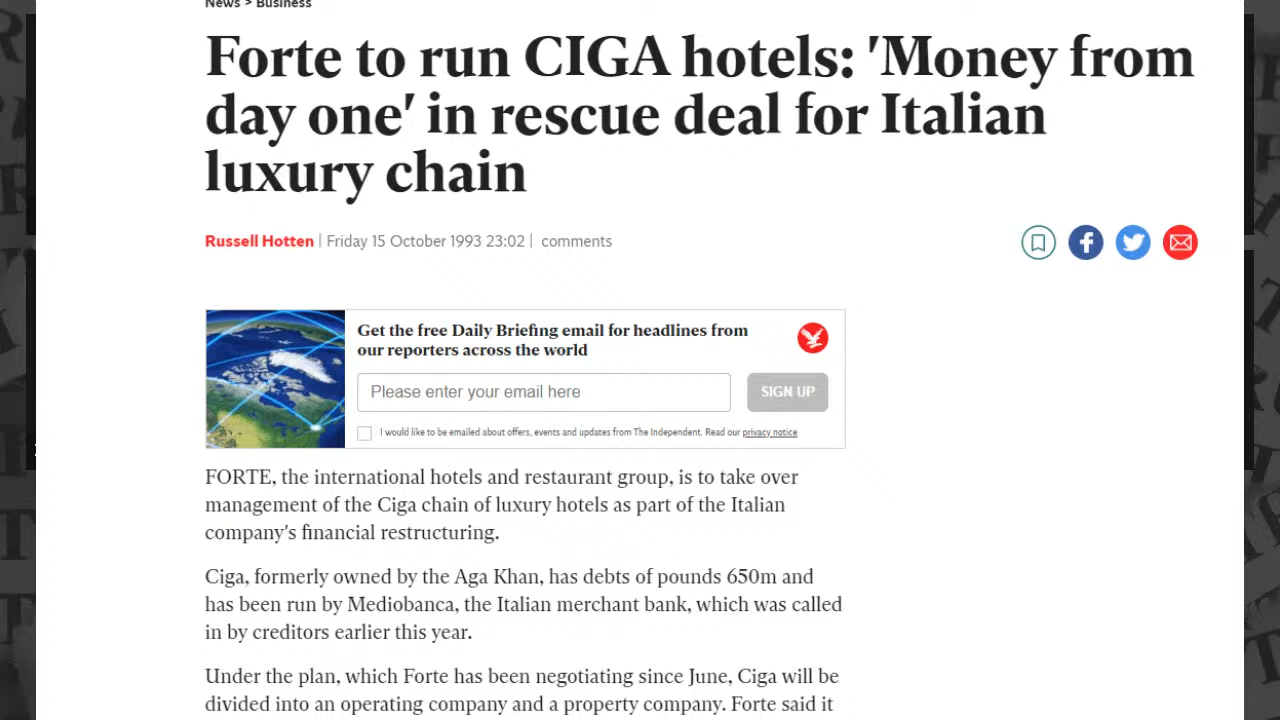 News > Business
Forte to run CIGA hotels: 'Money from
day one' in rescue deal for Italian
luxury chain
Russell Hotten | Friday 15 October 1993 23:02 | comments
Get the free Daily Briefing email for headlines from
our reporters across the world
Please enter your email here
SIGN UP
I would like to be emailed about offers, events and updates from The Independent. Read our privacy notice
FORTE, the international hotels and restaurant group, is to take over
management of the Ciga chain of luxury hotels as part of the Italian
company's financial restructuring.
Ciga, formerly owned by the Aga Khan, has debts of pounds 650m and
has been run by Mediobanca, the Italian merchant bank, which was called
in by creditors earlier this year.
Under the plan, which Forte has been negotiating since June, Ciga will be
divided into an operating company and a property company. Forte said it